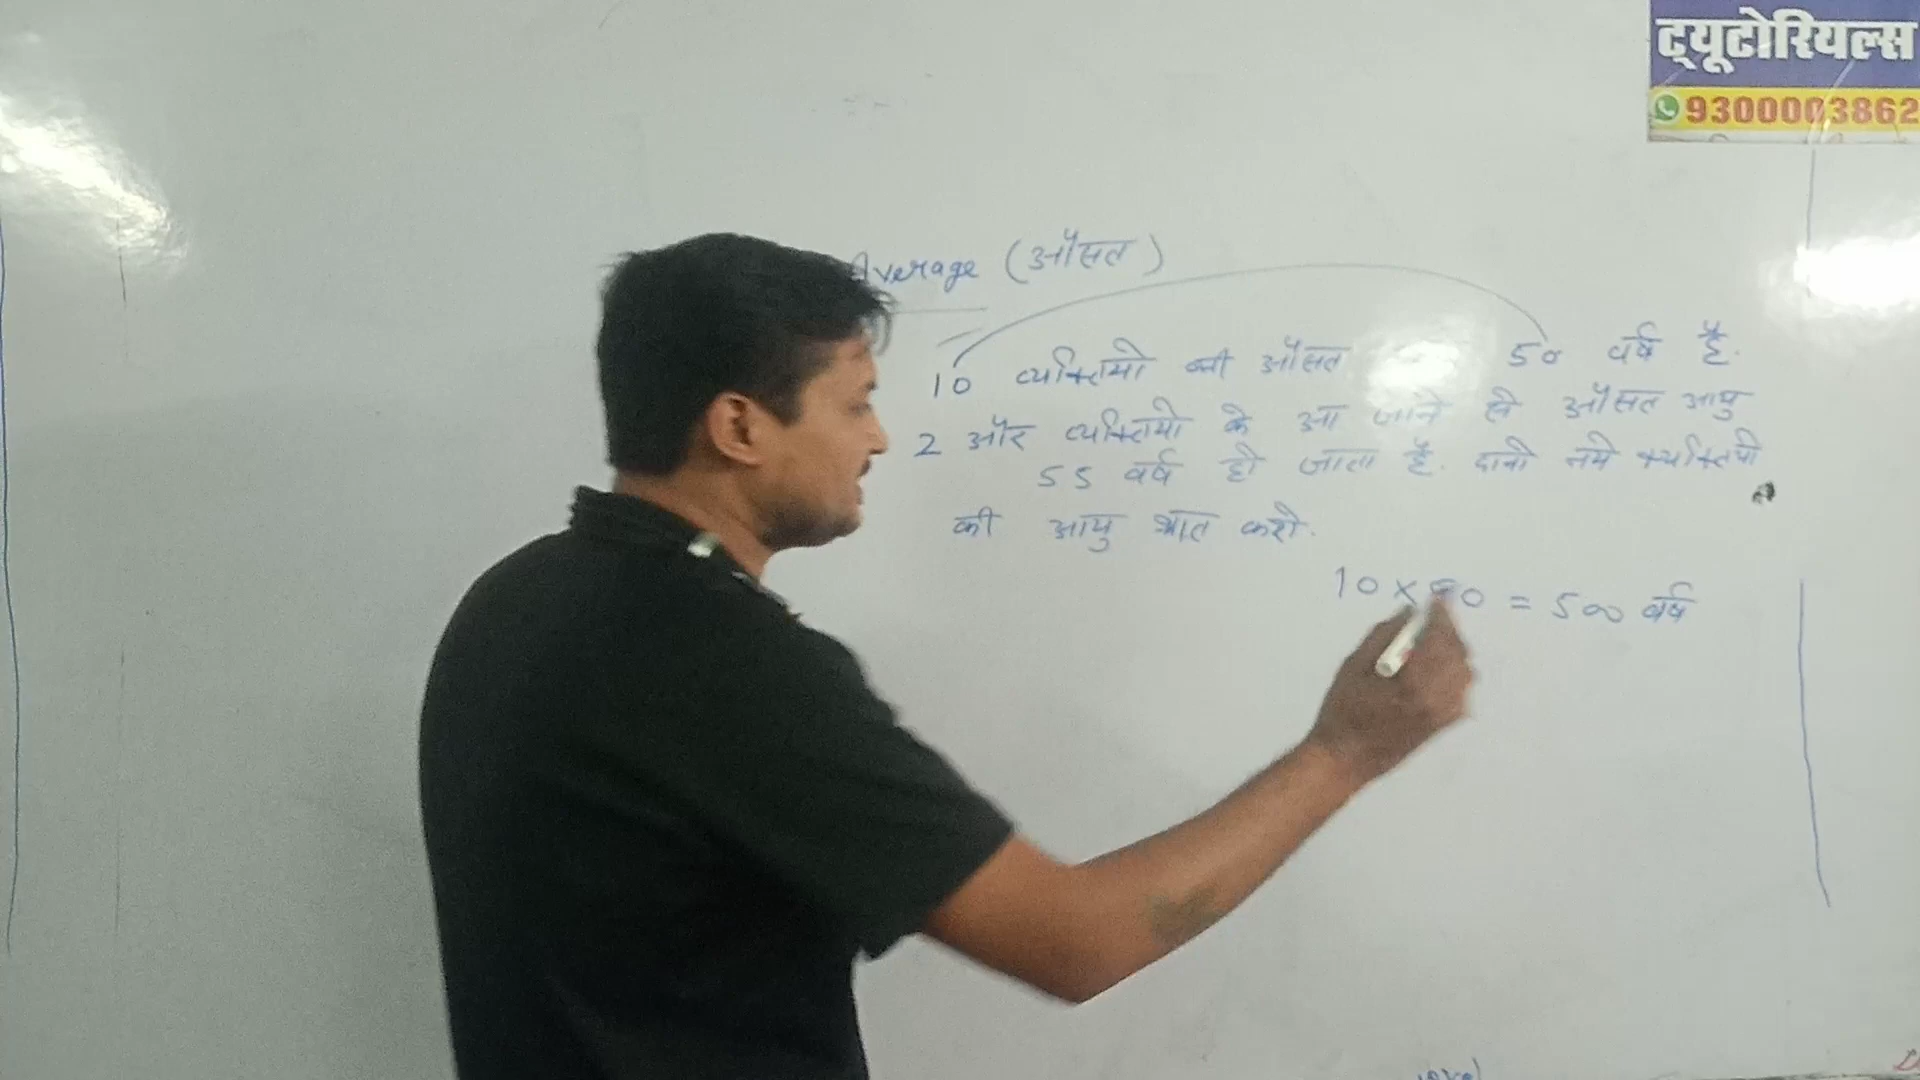 ट्यूटोरियल्स
9300003862
Average (औसत)
10 व्यक्तियो की औसत 50 वर्ष है.
2 और व्यक्तियो के आ जाने से औसत आयु
55 वर्ष हो जाता है. दोनो नये व्यक्तियो
की आयु ज्ञात करो.
10 × 50 = 500 वर्ष